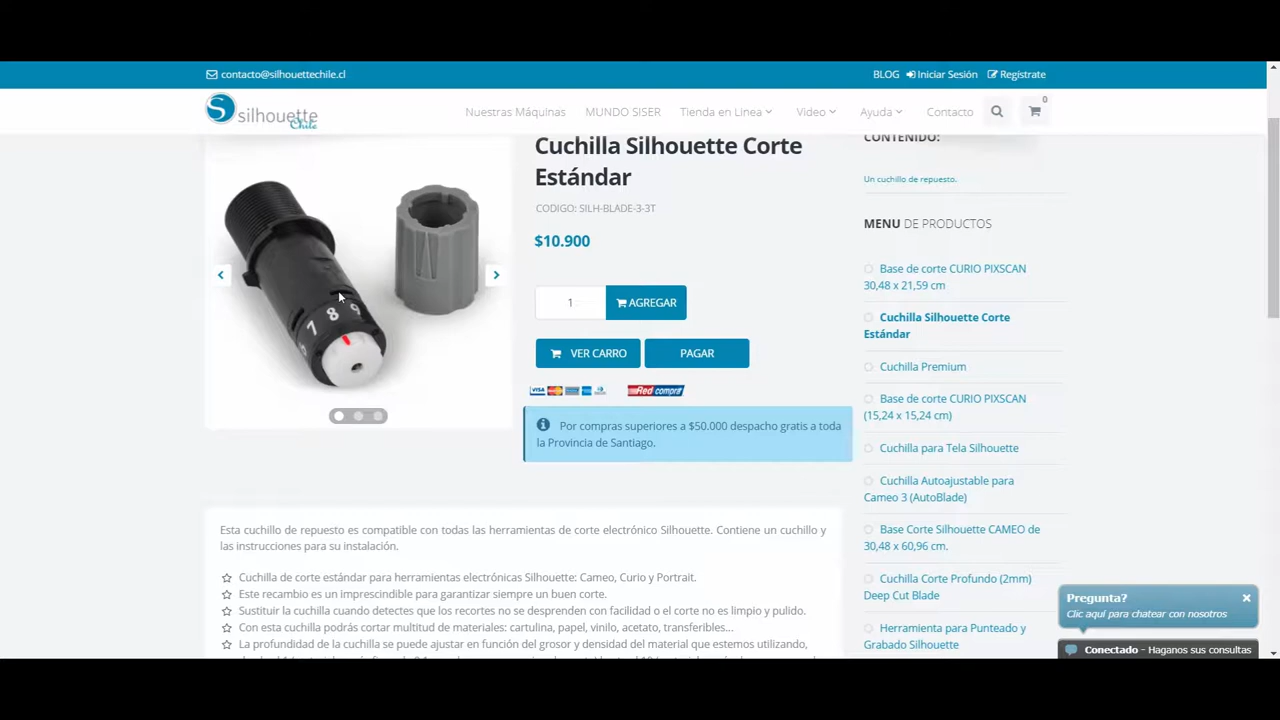 contacto@silhouettechile.cl
BLOG Iniciar Sesión Regístrate
silhouette
Chile
Nuestras Máquinas MUNDO SISER Tienda en Linea Video Ayuda Contacto
0
Cuchilla Silhouette Corte
Estándar
CODIGO: SILH-BLADE-3-3T
$10.900
1
AGREGAR
VER CARRO
PAGAR
VISA
Red compra
Por compras superiores a $50.000 despacho gratis a toda
la Provincia de Santiago.
7 8 9
CONTENIDO:
Un cuchillo de repuesto.
MENU DE PRODUCTOS
Base de corte CURIO PIXSCAN
30,48 x 21,59 cm
Cuchilla Silhouette Corte
Estándar
Cuchilla Premium
Base de corte CURIO PIXSCAN
(15,24 x 15,24 cm)
Cuchilla para Tela Silhouette
Cuchilla Autoajustable para
Cameo 3 (AutoBlade)
Base Corte Silhouette CAMEO de
30,48 x 60,96 cm.
Cuchilla Corte Profundo (2mm)
Deep Cut Blade
Herramienta para Punteado y
Grabado Silhouette
Esta cuchillo de repuesto es compatible con todas las herramientas de corte electrónico Silhouette. Contiene un cuchillo y
las instrucciones para su instalación.
Cuchilla de corte estándar para herramientas electrónicas Silhouette: Cameo, Curio y Portrait.
Este recambio es un imprescindible para garantizar siempre un buen corte.
Sustituir la cuchilla cuando detectes que los recortes no se desprenden con facilidad o el corte no es limpio y pulido.
Con esta cuchilla podrás cortar multitud de materiales: cartulina, papel, vinilo, acetato, transferibles...
La profundidad de la cuchilla se puede ajustar en función del grosor y densidad del material que estemos utilizando,
Pregunta?
Clic aquí para chatear con nosotros
Conectado - Haganos sus consultas